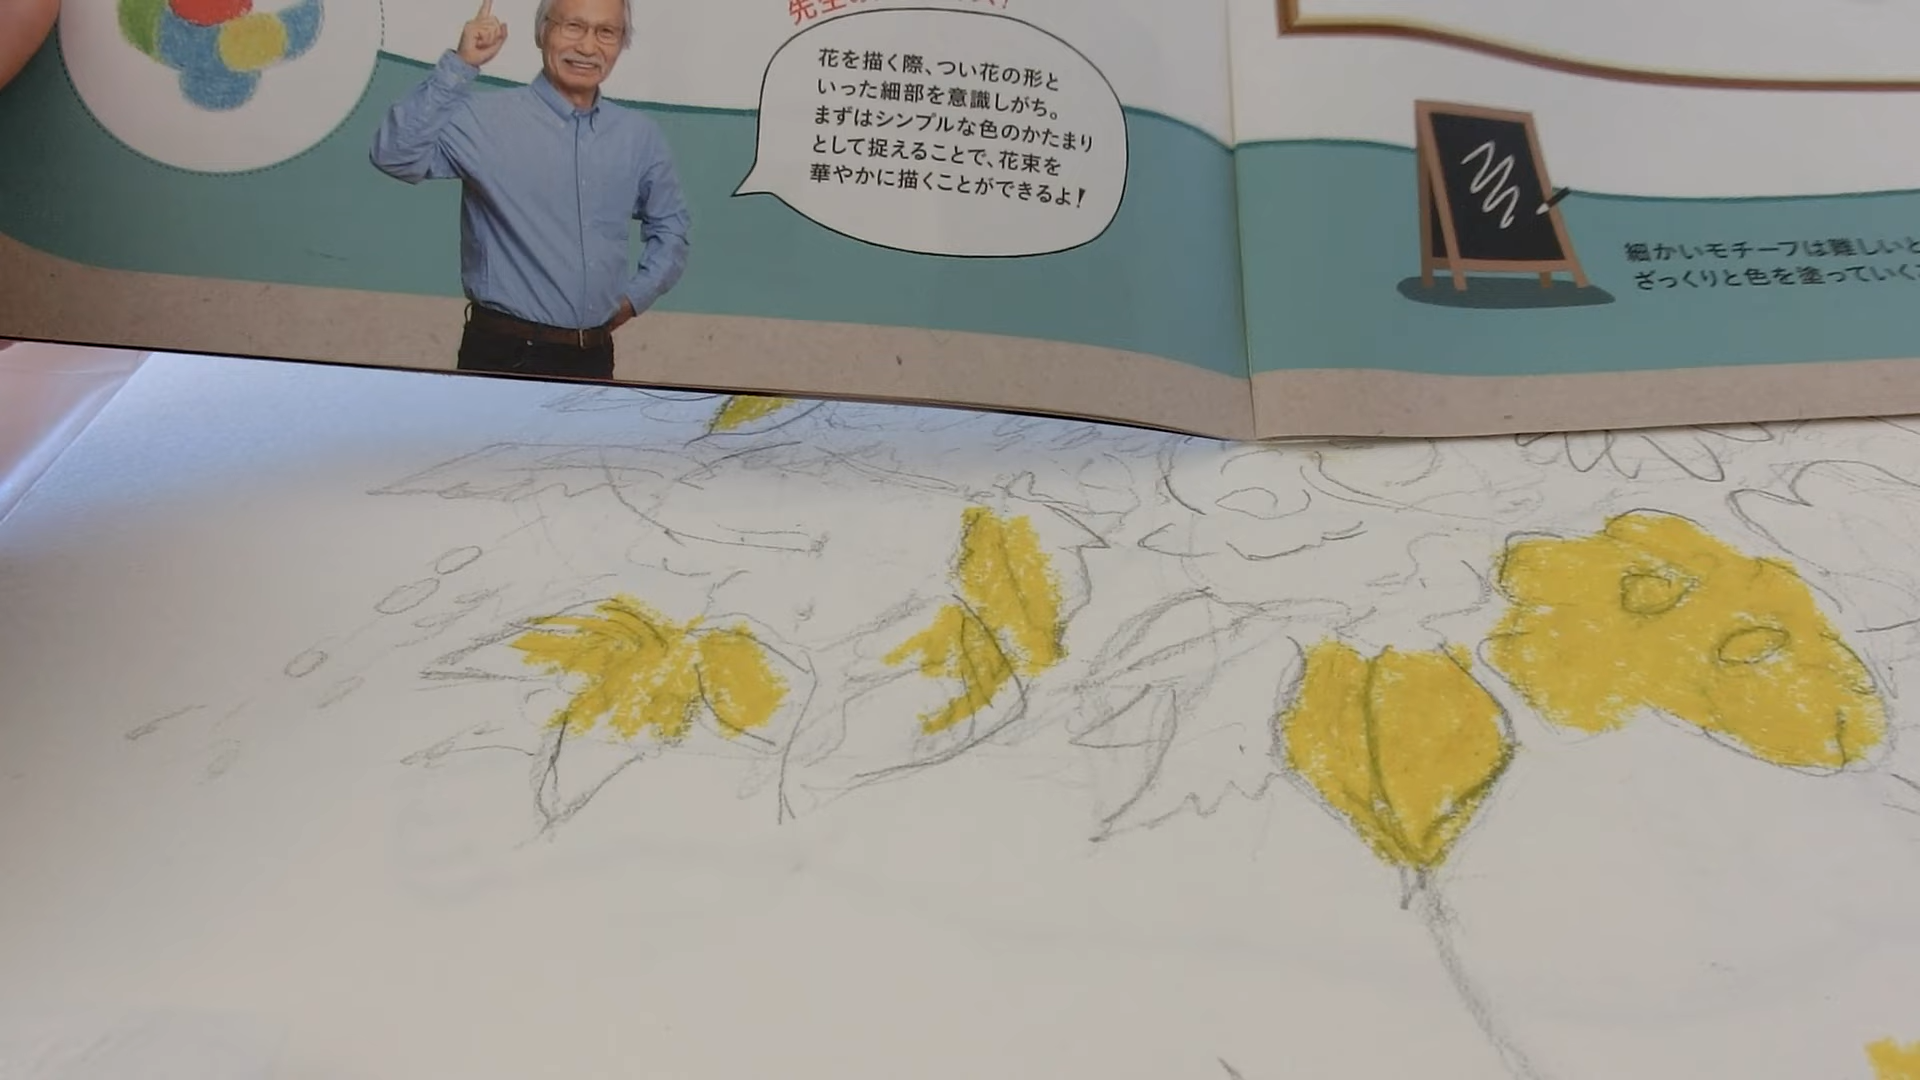 花を描く際、つい花の形と
いった細部を意識しがち。
まずはシンプルな色のかたまり
として捉えることで、花束を
華やかに描くことができるよ!
細かいモチーフは難しいと
ざっくりと色を塗っていく